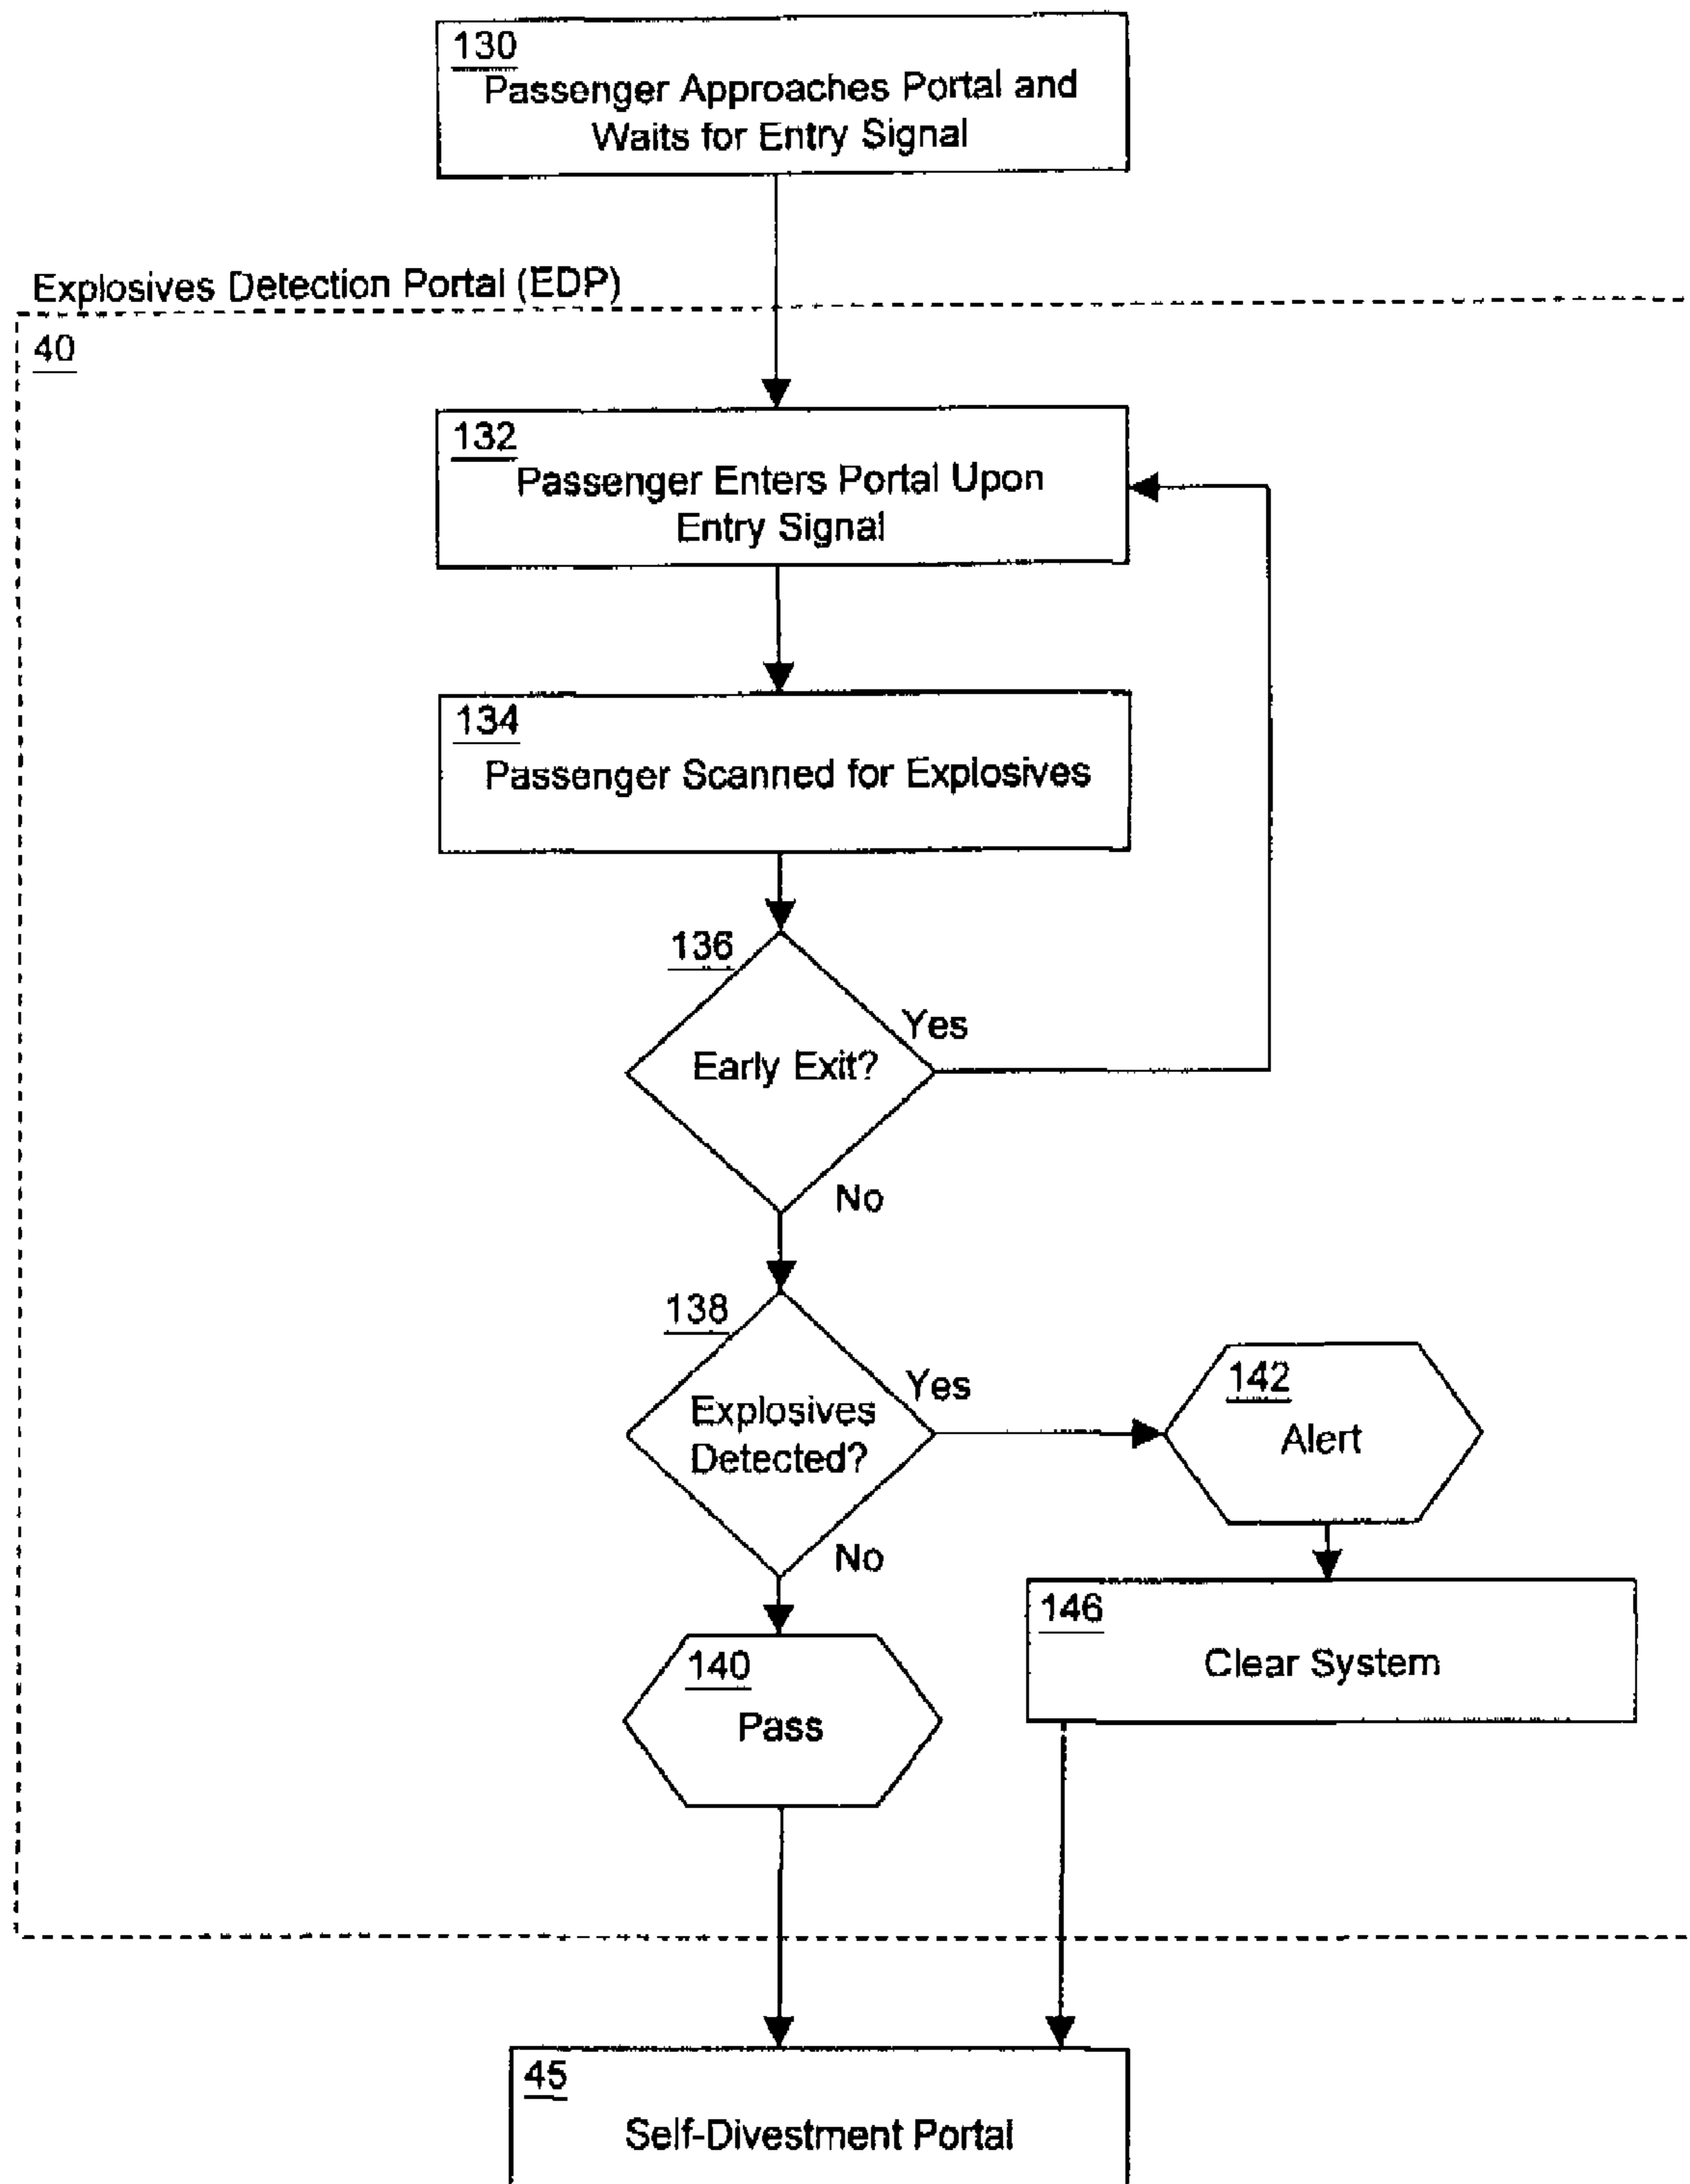 130
Passenger Approaches Portal and
Waits for Entry Signal
Explosives Detection Portal (EDP)
40
132
Passenger Enters Portal Upon
Entry Signal
134
Passenger Scanned for Explosives
136
Yes
Early Exit?
No
138
Yes
Explosives
Detected?
No
142
Alert
140
Pass
146
Clear System
45
Self-Divestment Portal